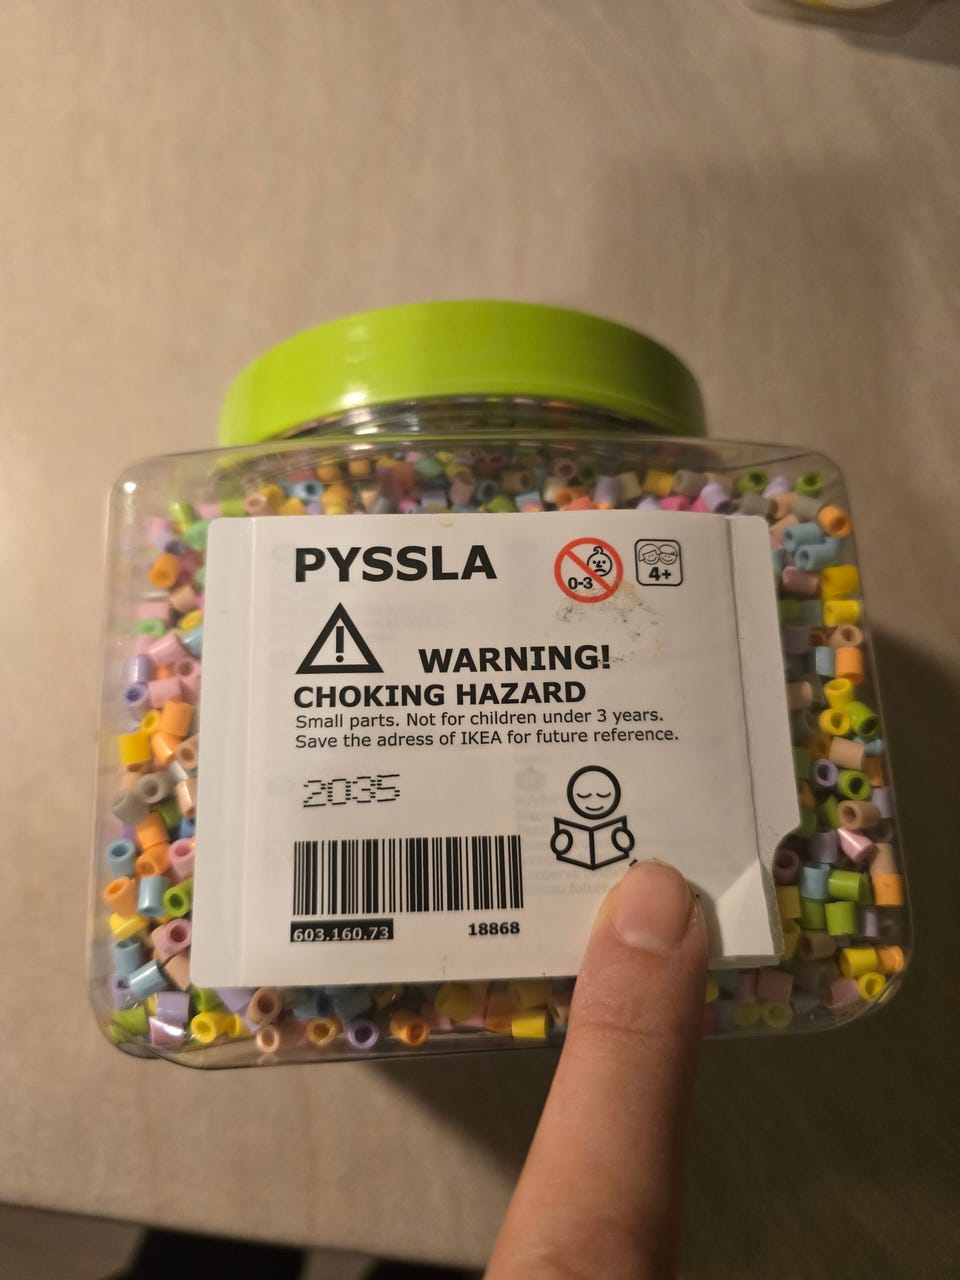 PYSSLA
0-3
4+
WARNING!
CHOKING HAZARD
Small parts. Not for children under 3 years.
Save the adress of IKEA for future reference.
2035
603.160.73
18868